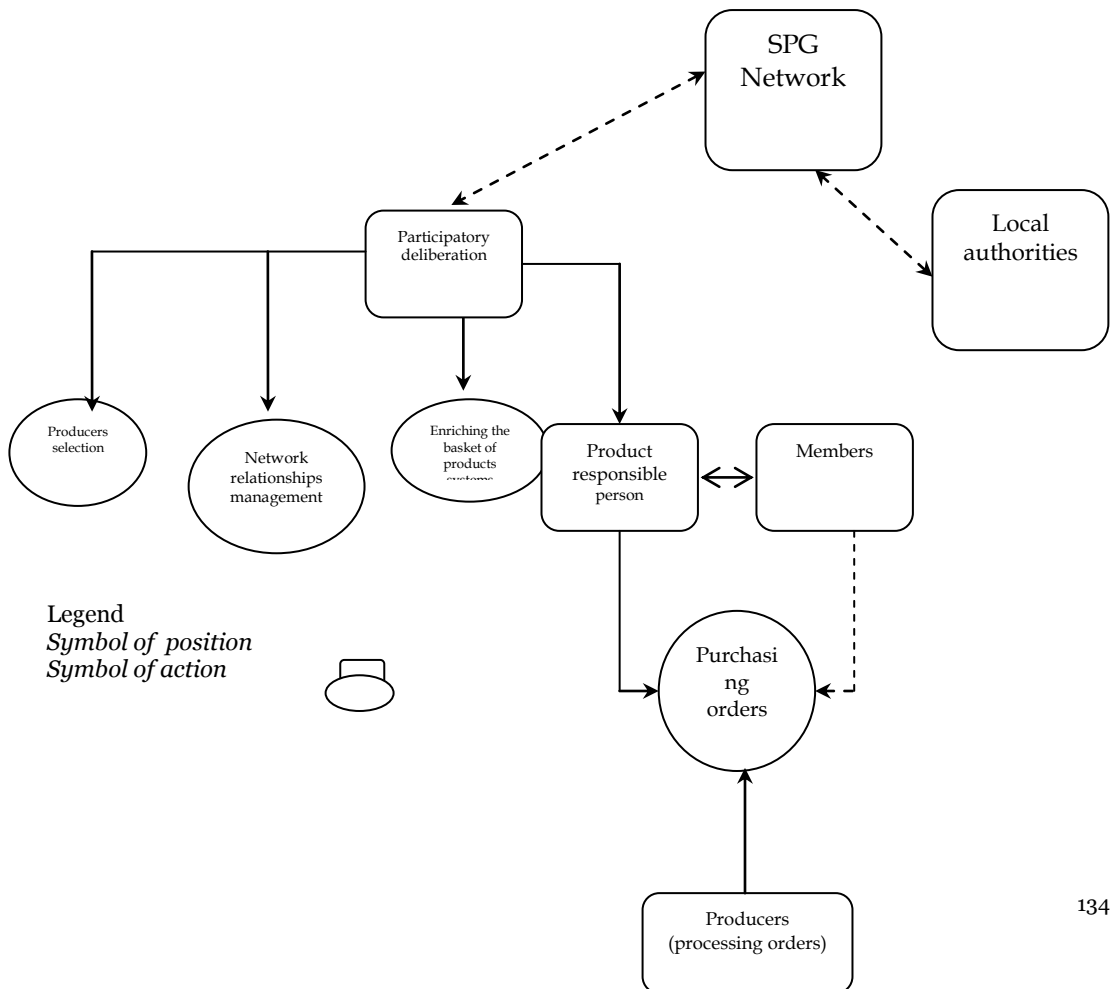 SPG
Network
Local
authorities
Participatory
deliberation
Producers
selection
Network
relationships
management
Enriching the
basket of
products
Product
responsible
person
Members
Legend
Symbol of position
Symbol of action
Purchasi
ng
orders
Producers
(processing orders)
134